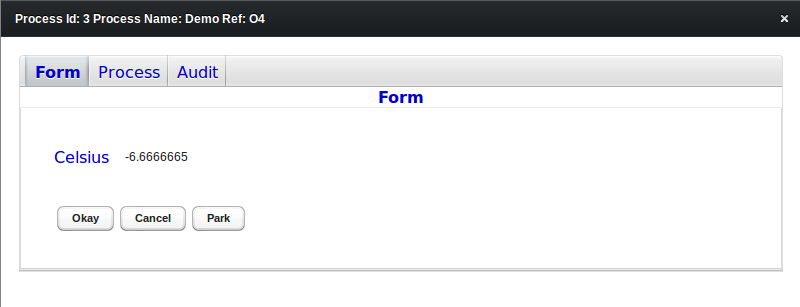 Process Id: 3 Process Name: Demo Ref: O4 ×
Form Process Audit
Form
Celsius -6.6666665
Okay Cancel Park